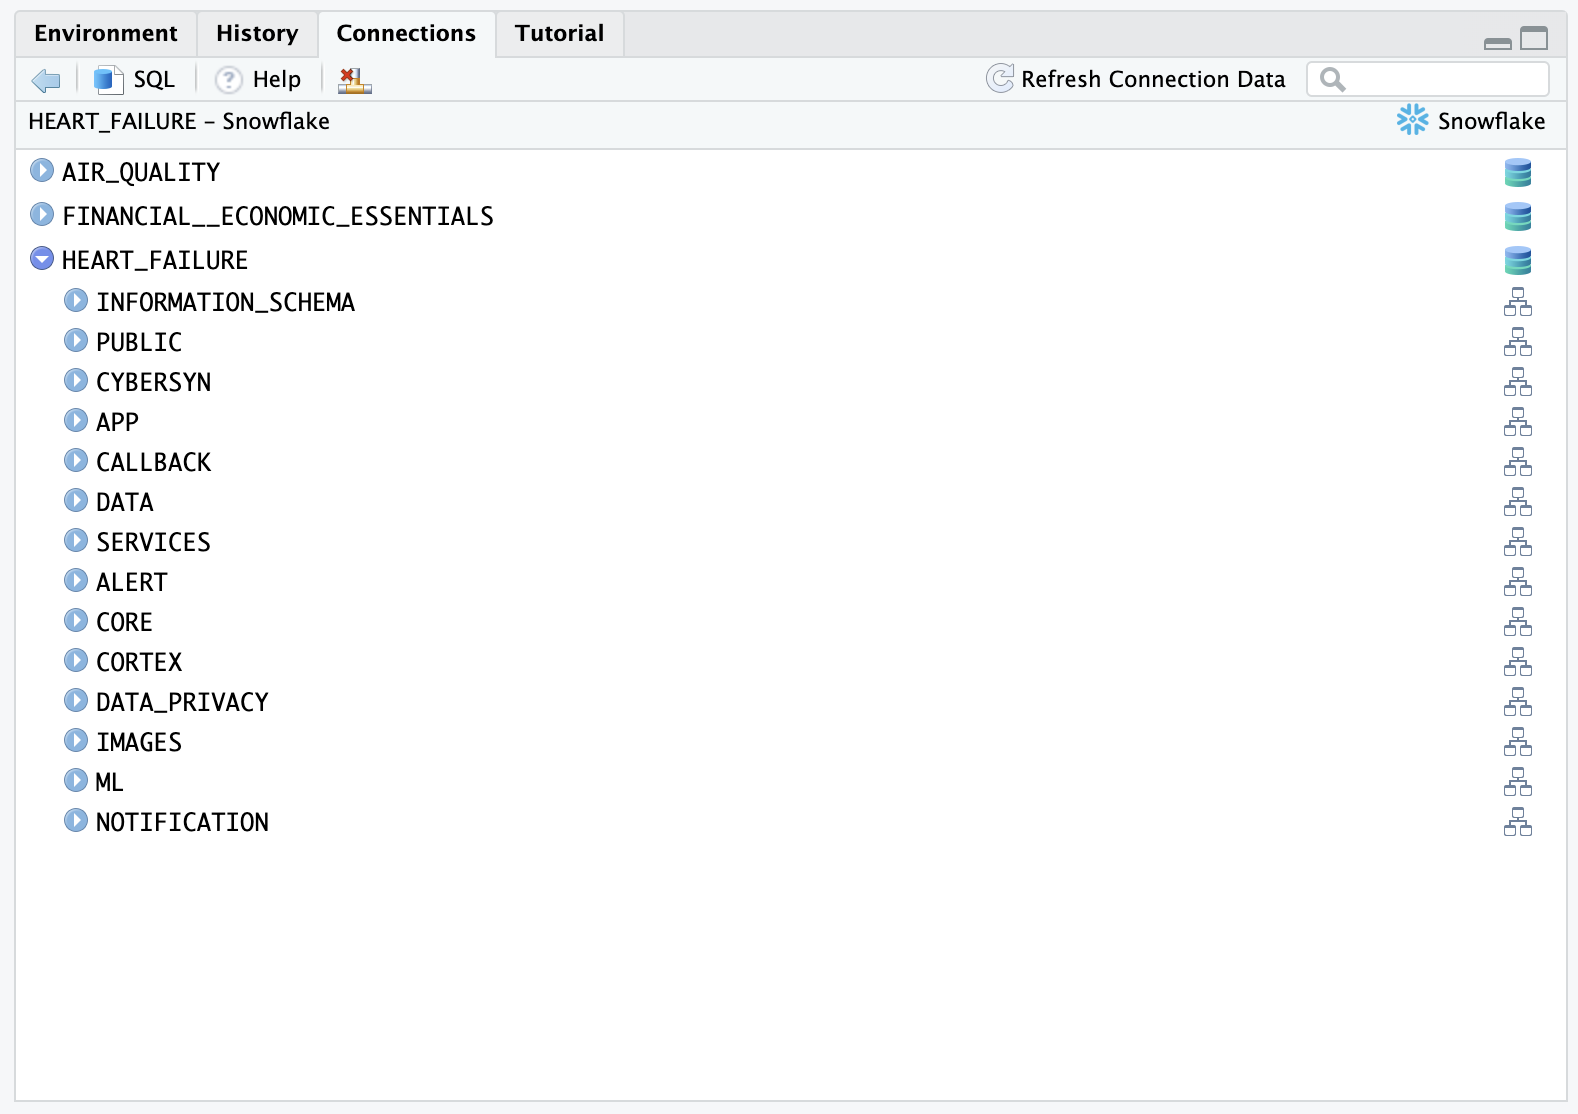 Environment History Connections Tutorial
SQL ? Help Refresh Connection Data
HEART_FAILURE – Snowflake Snowflake
AIR_QUALITY
FINANCIAL__ECONOMIC_ESSENTIALS
HEART_FAILURE
INFORMATION_SCHEMA
PUBLIC
CYBERSYN
APP
CALLBACK
DATA
SERVICES
ALERT
CORE
CORTEX
DATA_PRIVACY
IMAGES
ML
NOTIFICATION